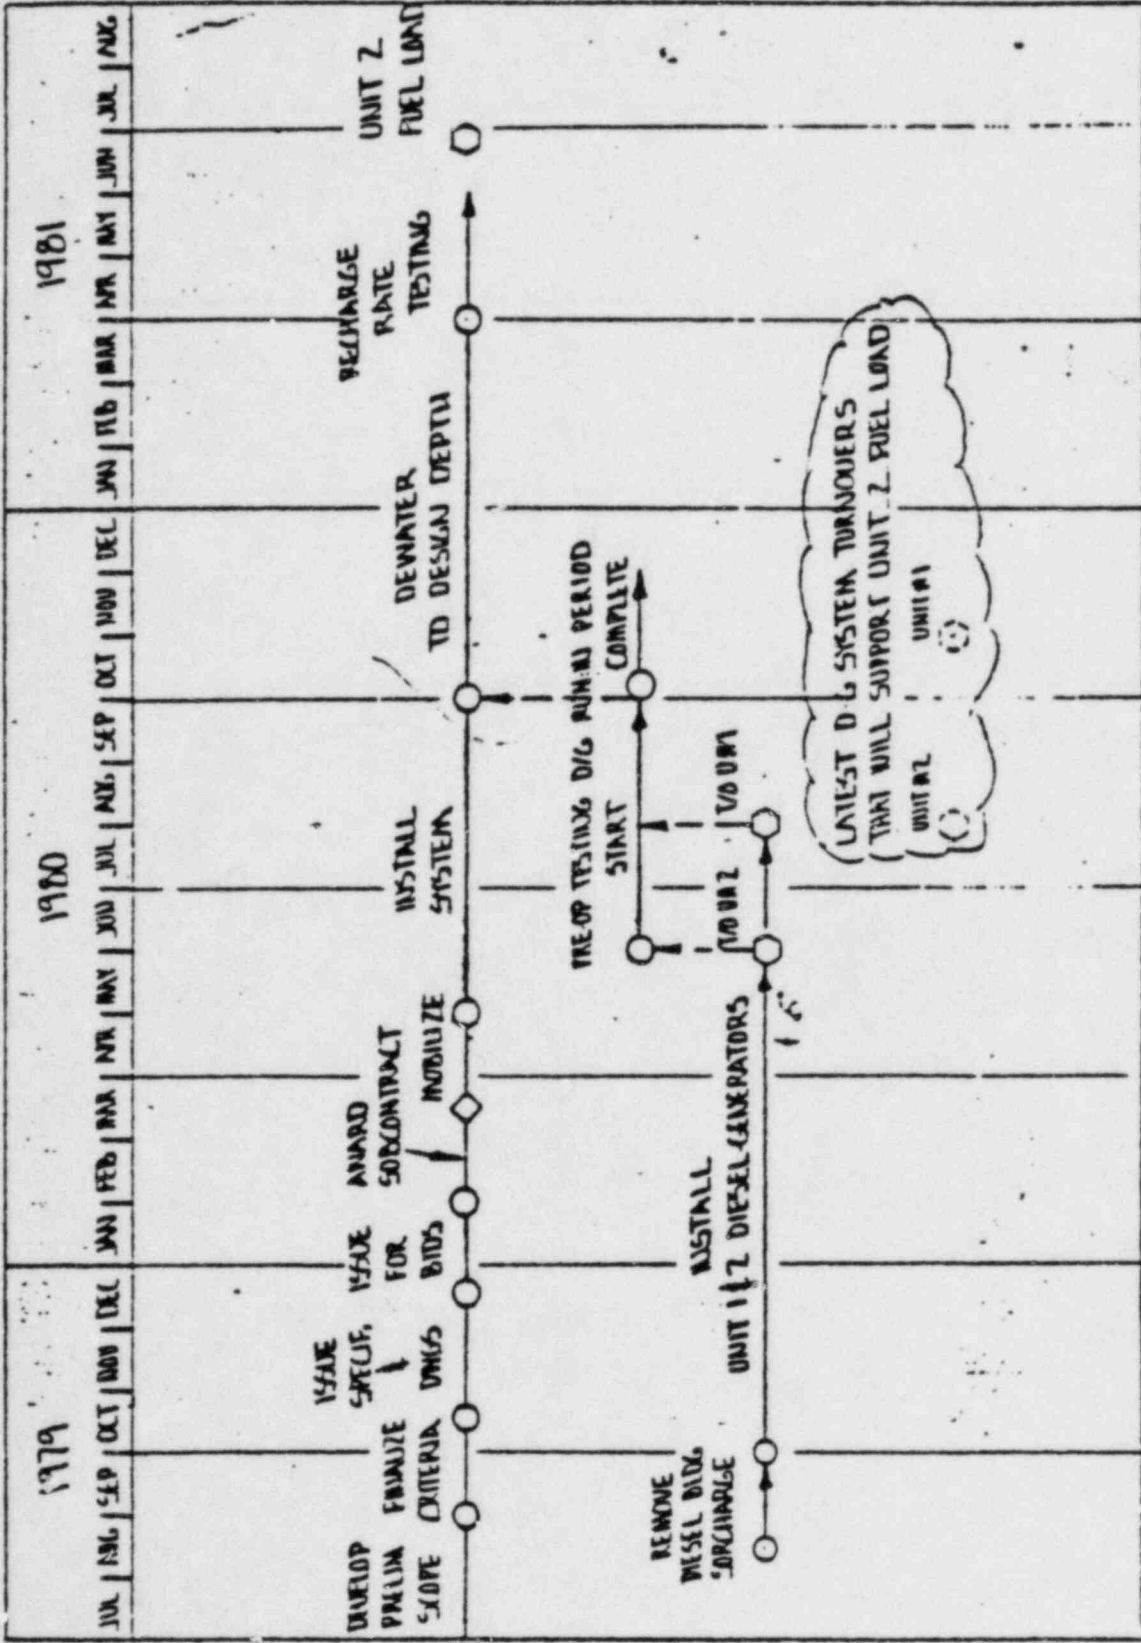 1979
1980
1981
JUL | AUG | SEP | OCT | NOV | DEC | JAN | FEB | MAR | APR | MAY | JUN | JUL | AUG | SEP | OCT | NOV | DEC | JAN | FEB | MAR | APR | MAY | JUN | JUL | AUG
DEVELOP
PRELIM
SCOPE
FINALIZE
CRITERIA
ISSUE
SPECIF.
DWGS
ISSUE
FOR
BIDS
AWARD
SUBCONTRACT
MOBILIZE
INSTALL
SYSTEM
DEWATER
TO DESIGN DEPTH
RECHARGE
RATE
TESTING
UNIT 2
FUEL LOAD
PRE-OP TESTING D/G RUN-IN PERIOD
START
COMPLETE
REMOVE
DIESEL BLDG
SURCHARGE
INSTALL
UNIT 1 & 2 DIESEL GENERATORS
T/O UN2
T/O UN1
LATEST D-G SYSTEM TURNOVERS
THAT WILL SUPPORT UNIT 2 FUEL LOAD
UNIT #2
UNIT #1